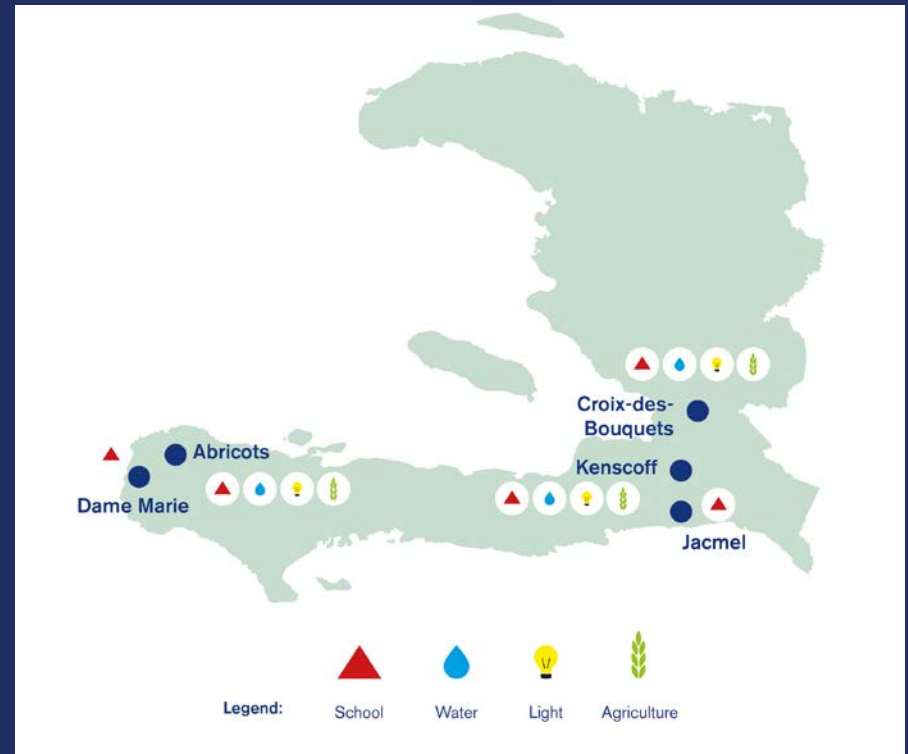 Croix-des-
Bouquets
Abricots
Kenscoff
Dame Marie
Jacmel
Legend:
School
Water
Light
Agriculture